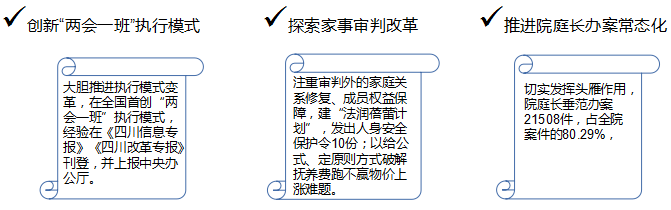 创新“两会一班”执行模式
大胆推进执行模式变
革，在全国首创“两
会一班”执行模式，
经验在《四川信息专
报》《四川改革专报》
刊登，并上报中央办
公厅。
探索家事审判改革
注重审判外的家庭关
系修复、成员权益保
障，建“法润蓓蕾计
划”，发出人身安全
保护令10份；以给公
式、定原则方式破解
抚养费跑不赢物价上
涨难题。
推进院庭长办案常态化
切实发挥头雁作用，
院庭长垂范办案
21508件，占全院
案件的80.29%，